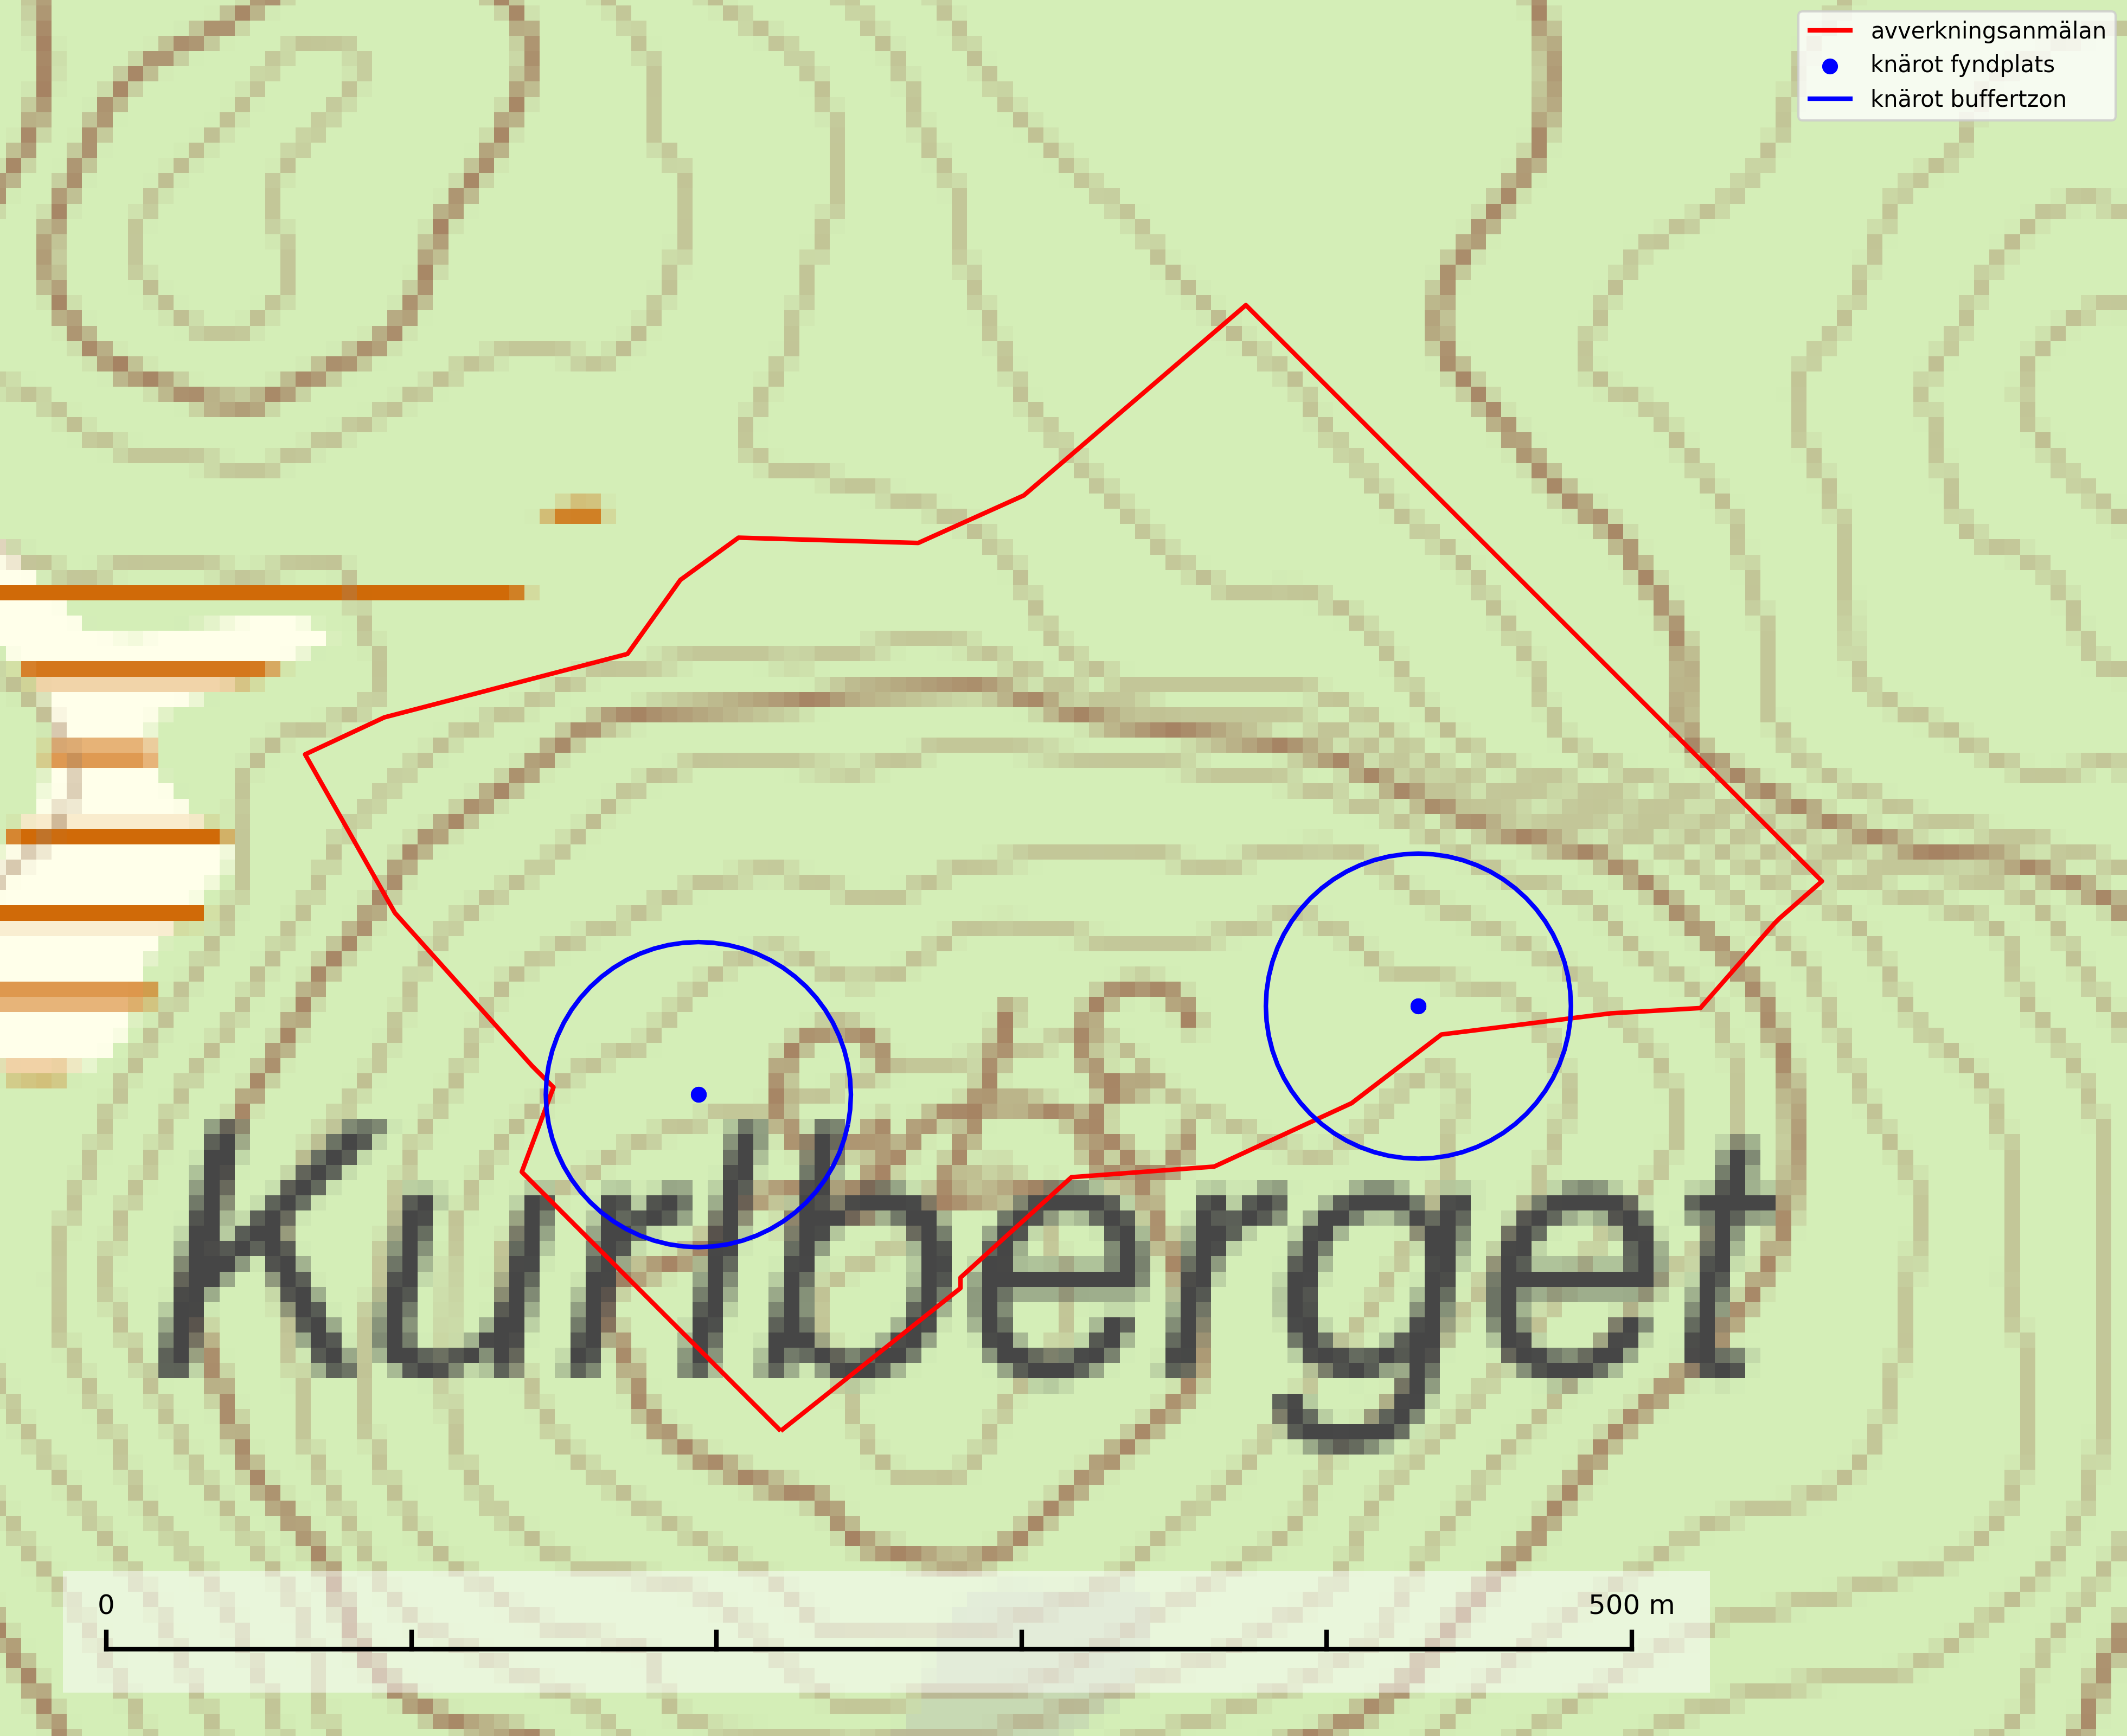 avverkningsanmälan
knärot fyndplats
knärot buffertzon
Kurlberget
0 500 m